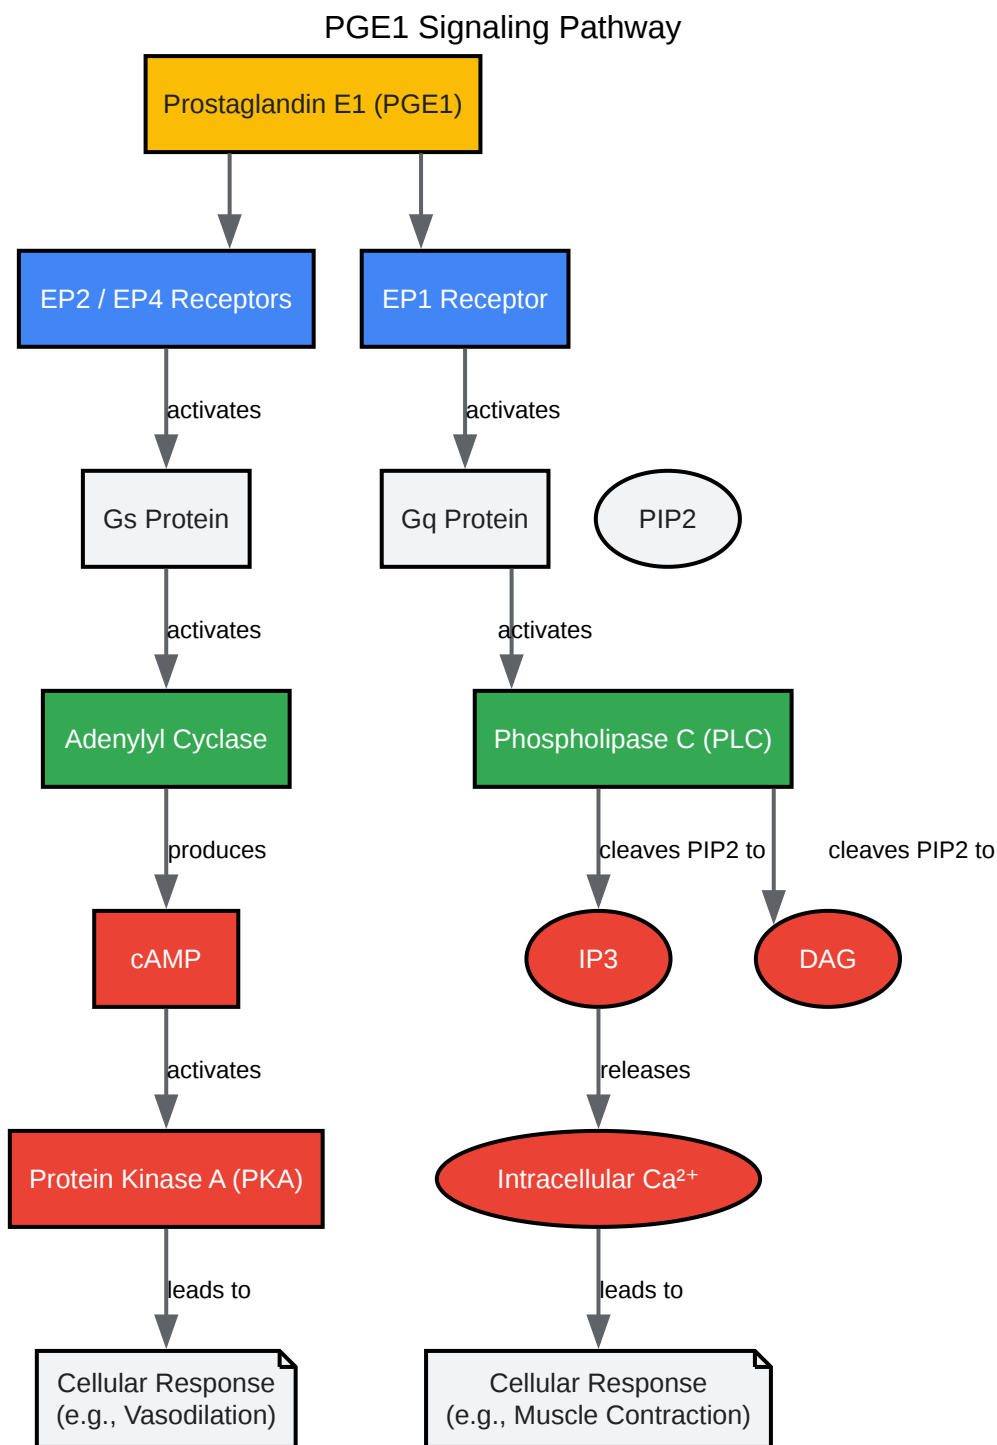 PGE1 Signaling Pathway
Prostaglandin E1 (PGE1)
EP2 / EP4 Receptors
EP1 Receptor
activates
activates
Gs Protein
Gq Protein
PIP2
activates
activates
Adenylyl Cyclase
Phospholipase C (PLC)
produces
cleaves PIP2 to
cleaves PIP2 to
cAMP
IP3
DAG
activates
releases
Protein Kinase A (PKA)
Intracellular Ca²⁺
leads to
leads to
Cellular Response
(e.g., Vasodilation)
Cellular Response
(e.g., Muscle Contraction)